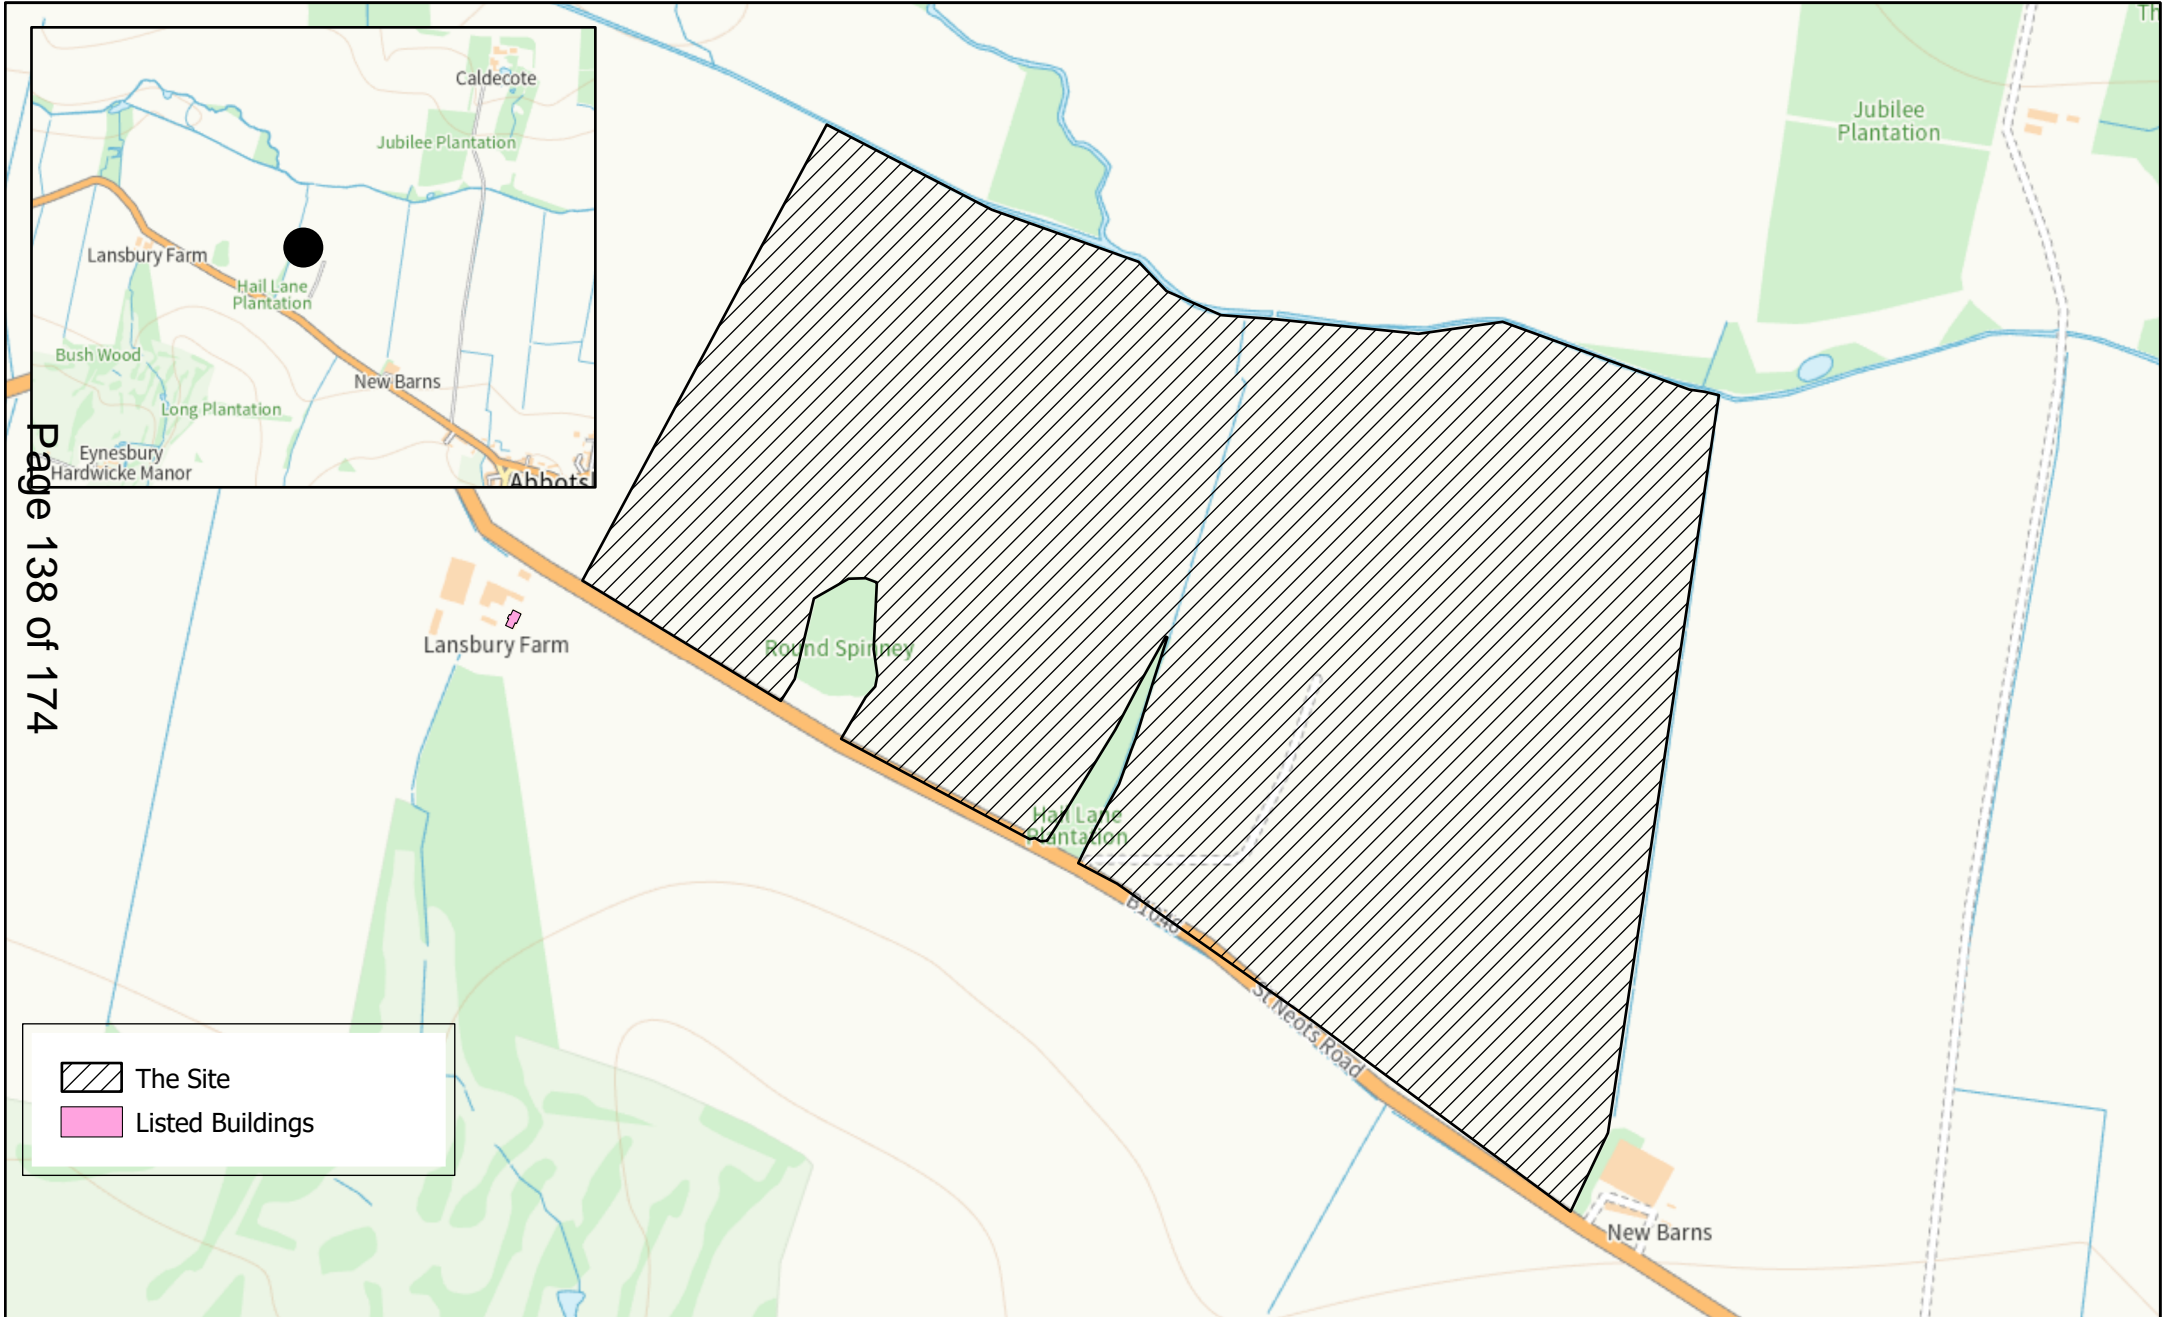 Caldecote
Jubilee Plantation
Lansbury Farm
Hail Lane
Plantation
Bush Wood
New Barns
Long Plantation
Eynesbury
Hardwicke Manor
Page 138 of 174
Jubilee
Plantation
Lansbury Farm
Round Spinney
Hail Lane
Plantation
B1046
St Neots Road
New Barns
The Site
Listed Buildings